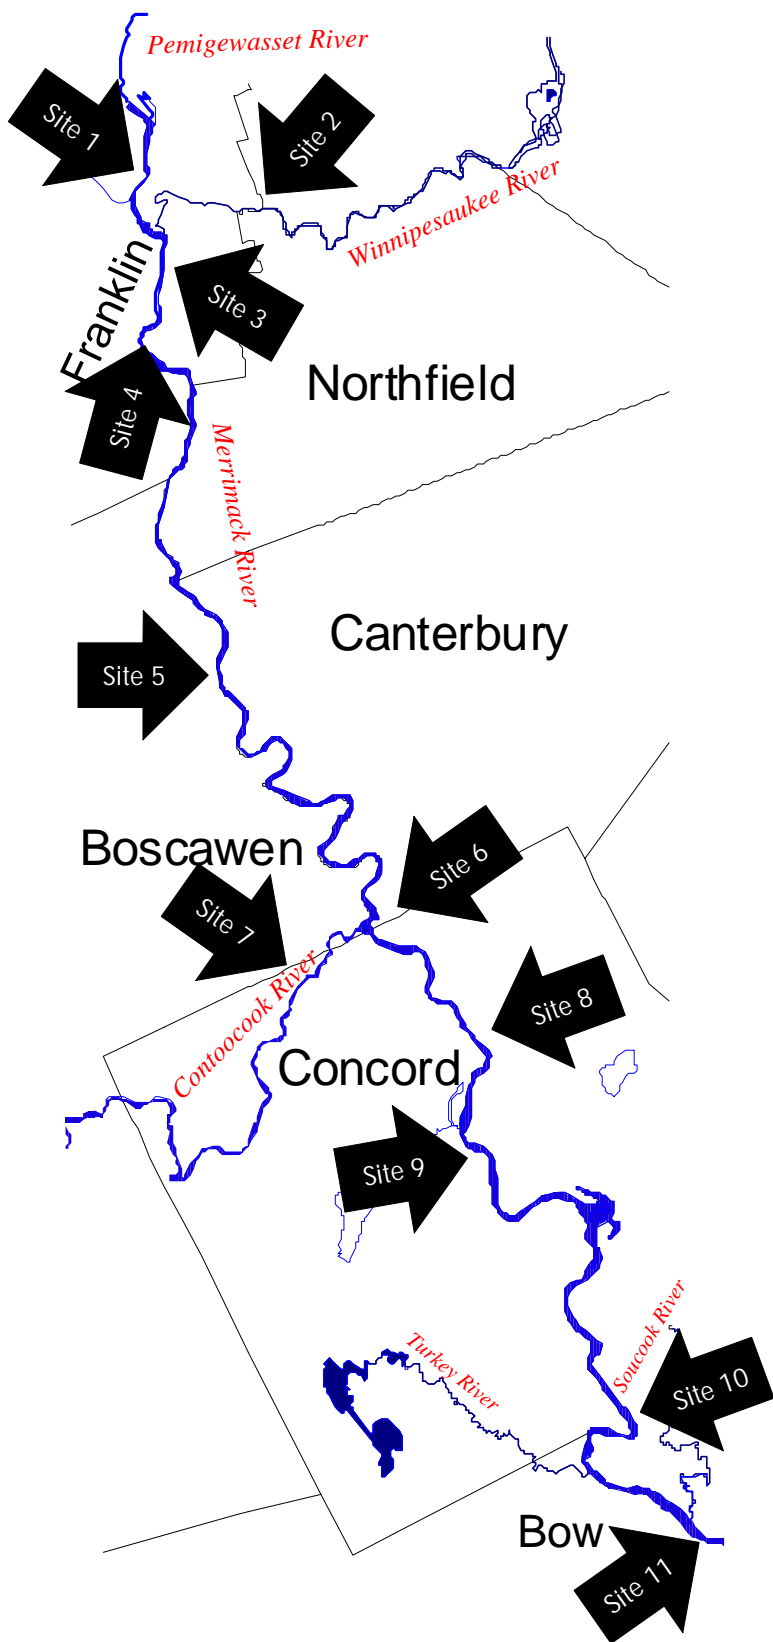 Pemigewasset River
Site 1
Site 2
Winnipesaukee River
Franklin
Site 3
Northfield
Site 4
Merrimack River
Canterbury
Site 5
Boscawen
Site 6
Site 7
Contoocook River
Site 8
Concord
Site 9
Soucook River
Turkey River
Site 10
Bow
Site 11